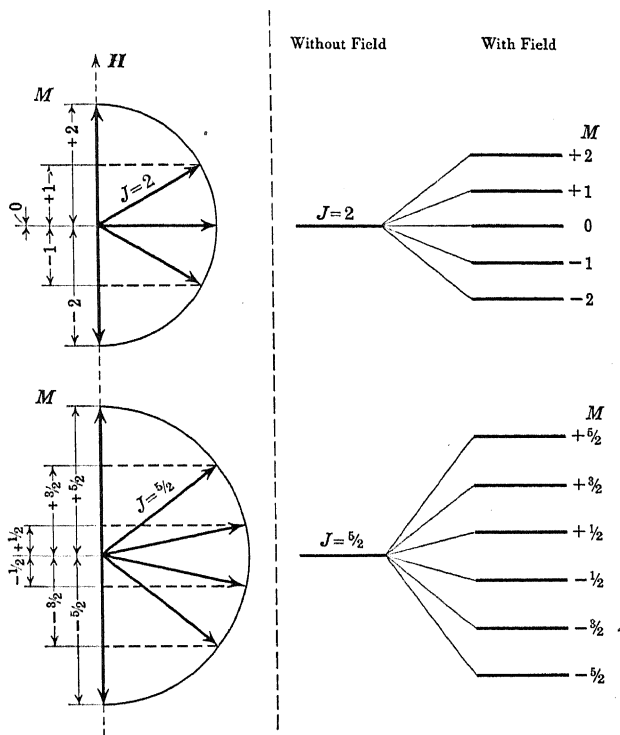 Without Field
With Field
H
M
+2
+1
0
−1
−2
J=2
J=2
M
+2
+1
0
−1
−2
M
+5/2
+3/2
+1/2
−1/2
−3/2
−5/2
J=5/2
J=5/2
M
+5/2
+3/2
+1/2
−1/2
−3/2
−5/2